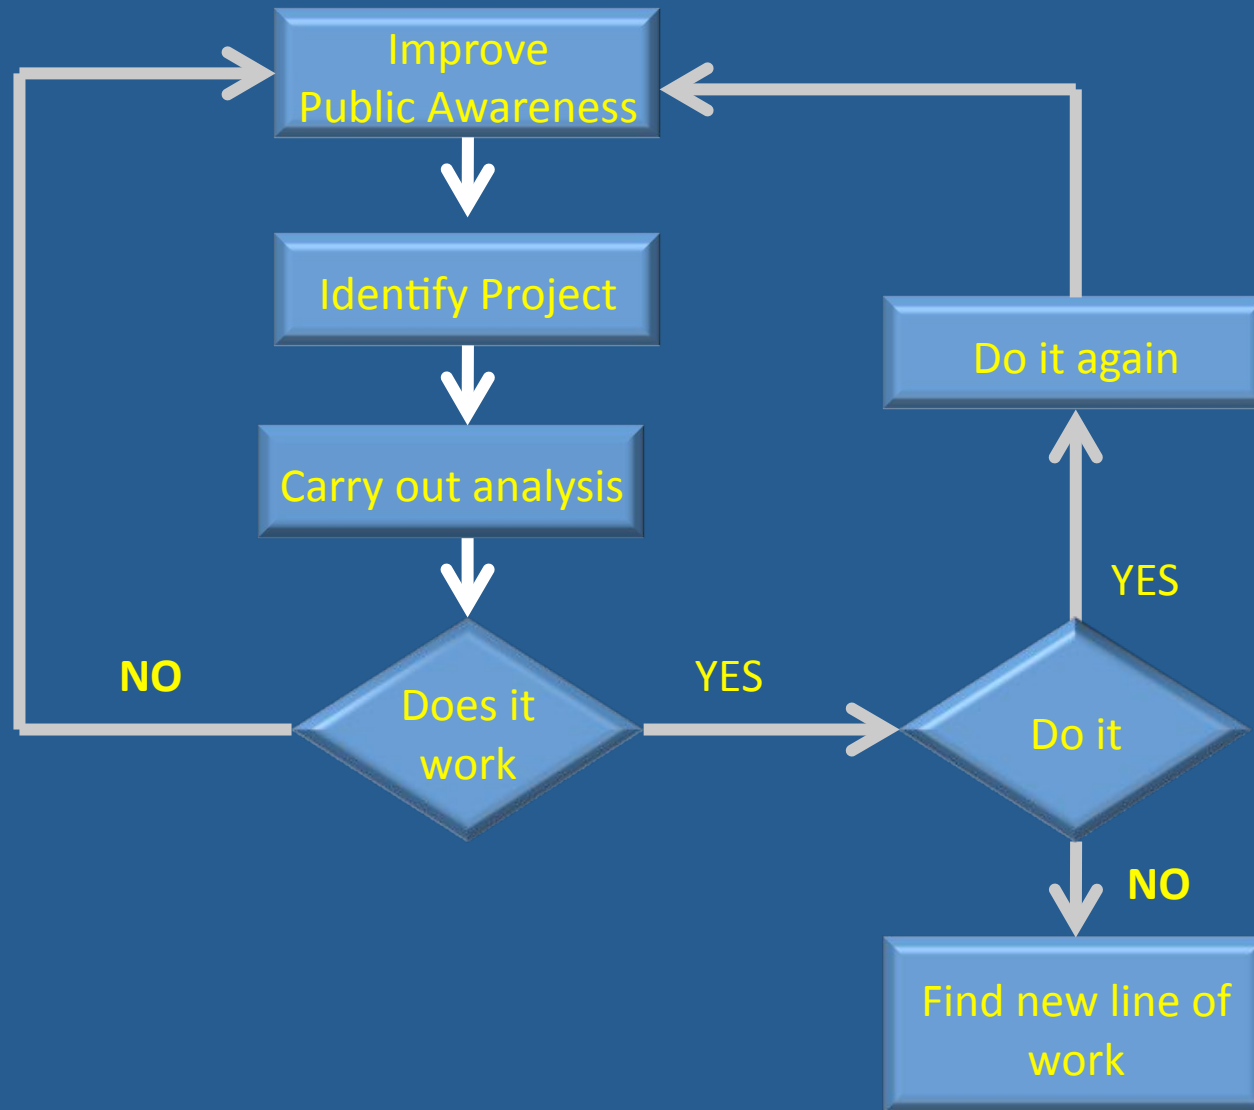 Improve
Public Awareness
Identify Project
Carry out analysis
Does it
work
NO
YES
Do it
YES
Do it again
NO
Find new line of
work